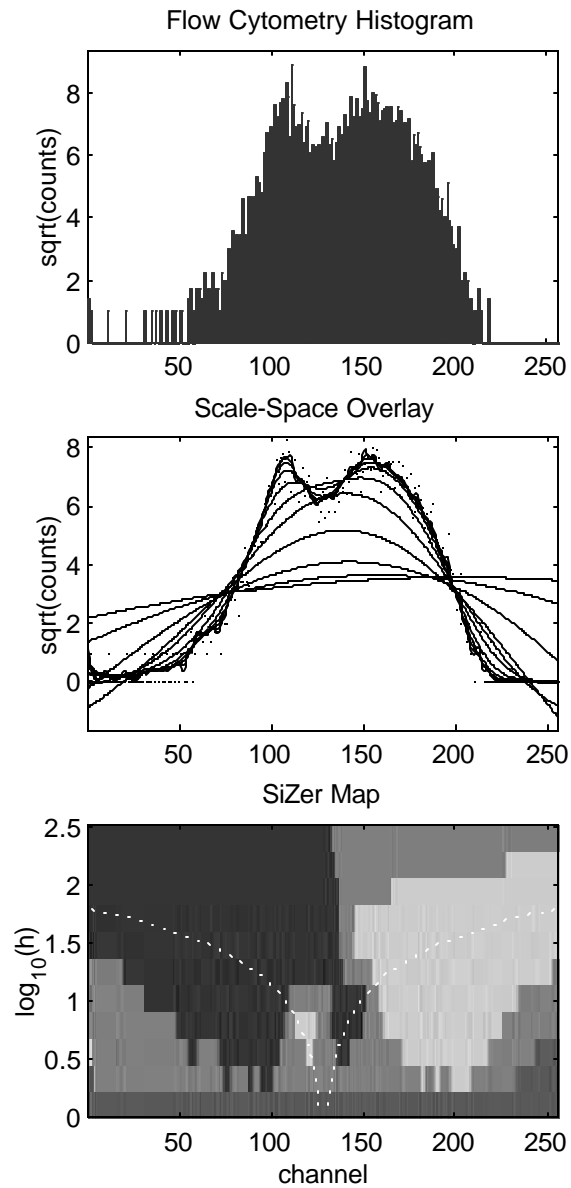 Flow Cytometry Histogram
8
6
4
2
0
sqrt(counts)
50 100 150 200 250
Scale-Space Overlay
8
6
4
2
0
sqrt(counts)
50 100 150 200 250
SiZer Map
2.5
2
1.5
1
0.5
0
log10(h)
50 100 150 200 250
channel